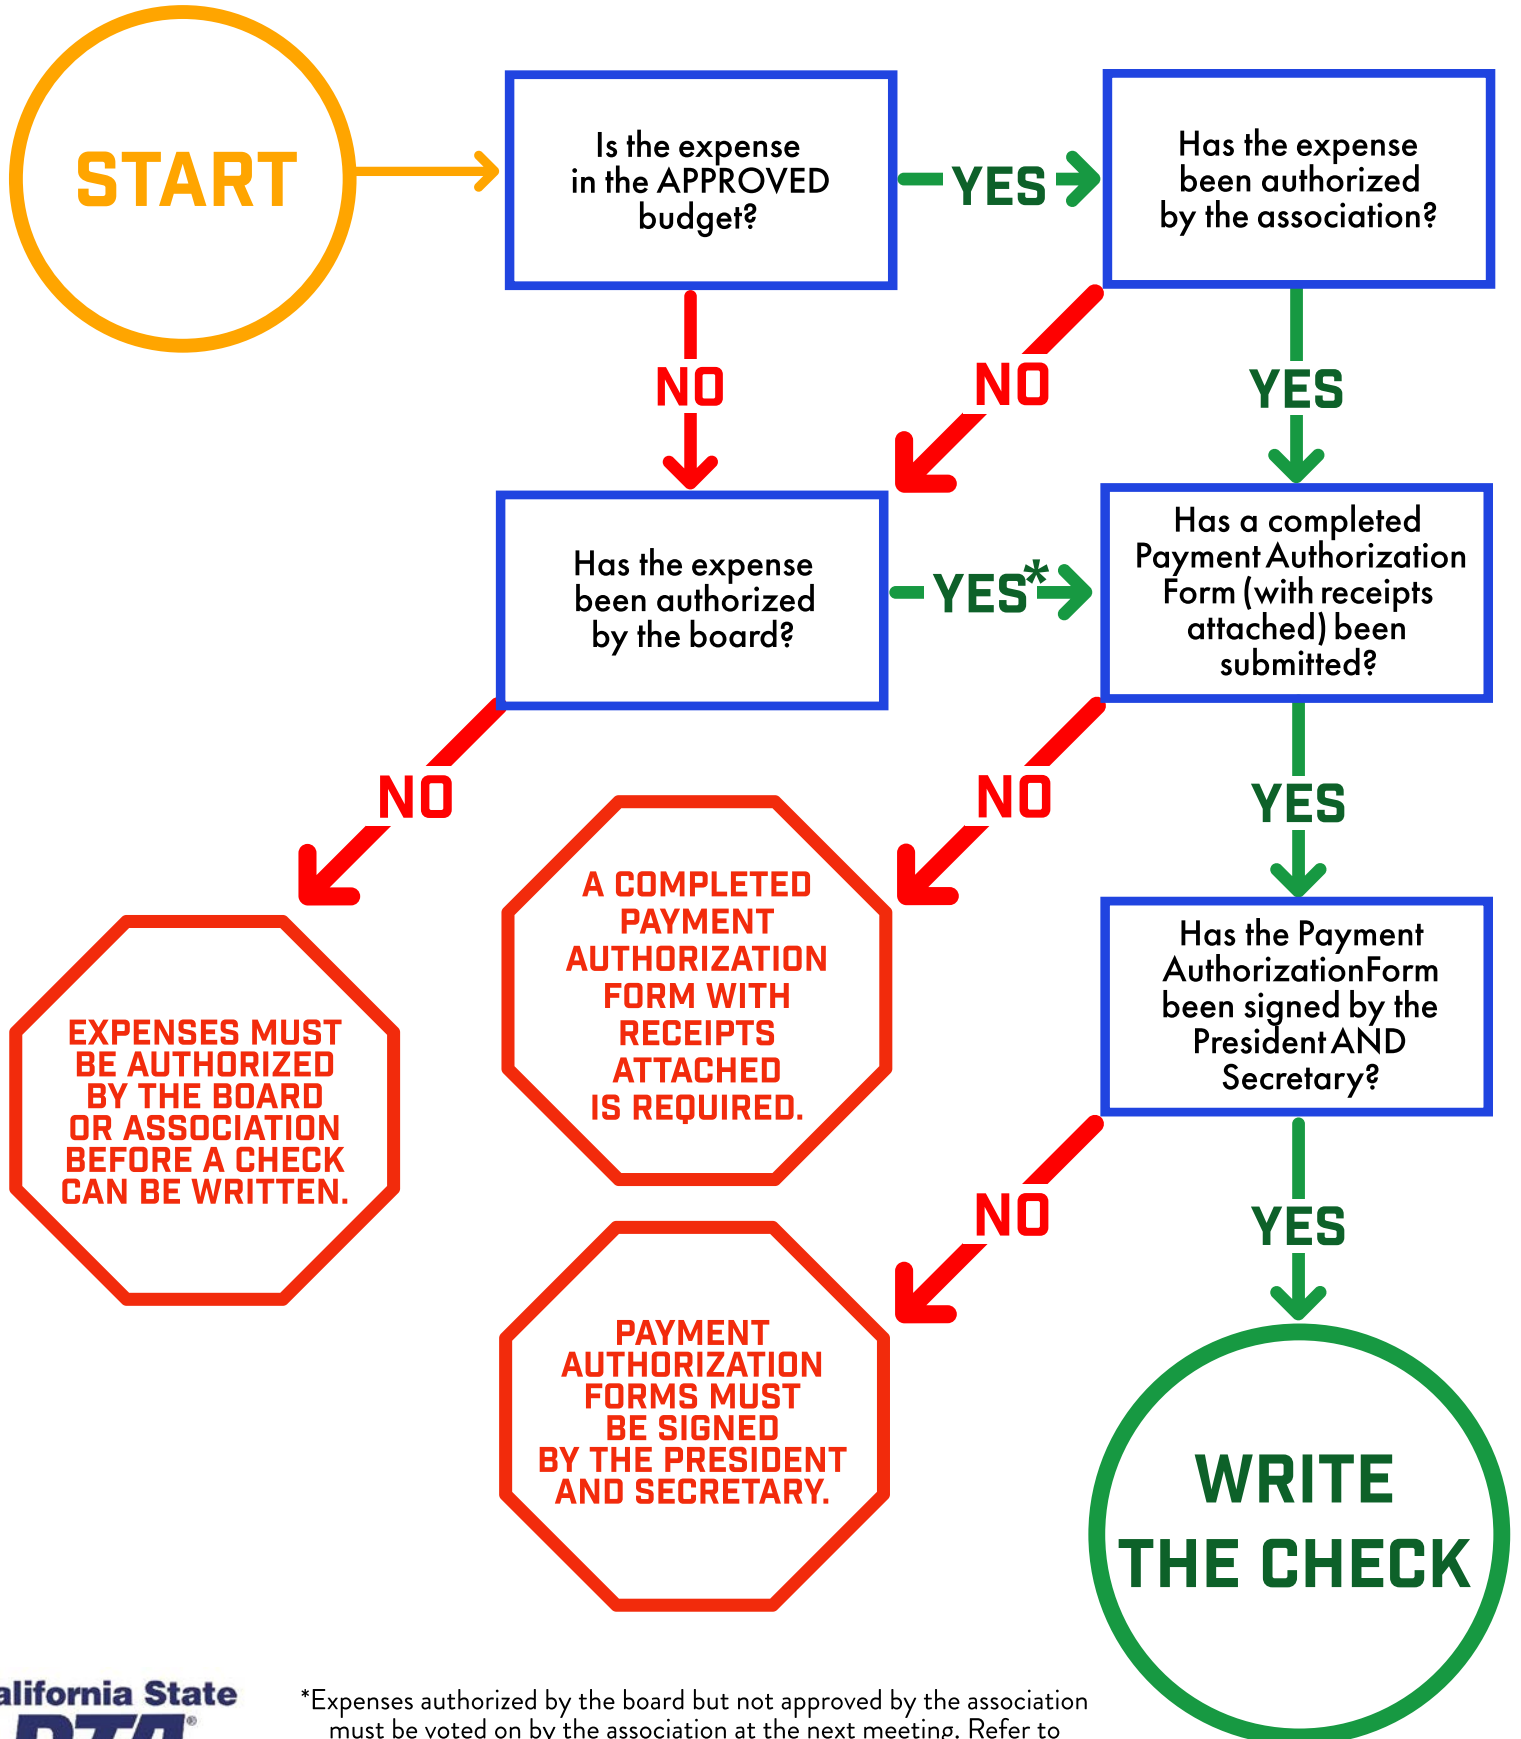 START
Is the expense
in the APPROVED
budget?
YES
Has the expense
been authorized
by the association?
NO
NO
YES
Has the expense
been authorized
by the board?
YES*
Has a completed
Payment Authorization
Form (with receipts
attached) been
submitted?
NO
NO
YES
A COMPLETED
PAYMENT
AUTHORIZATION
FORM WITH
RECEIPTS
ATTACHED
IS REQUIRED.
Has the Payment
AuthorizationForm
been signed by the
President AND
Secretary?
EXPENSES MUST
BE AUTHORIZED
BY THE BOARD
OR ASSOCIATION
BEFORE A CHECK
CAN BE WRITTEN.
NO
YES
PAYMENT
AUTHORIZATION
FORMS MUST
BE SIGNED
BY THE PRESIDENT
AND SECRETARY.
WRITE
THE CHECK
alifornia State
PTA®
*Expenses authorized by the board but not approved by the association
must be voted on by the association at the next meeting. Refer to